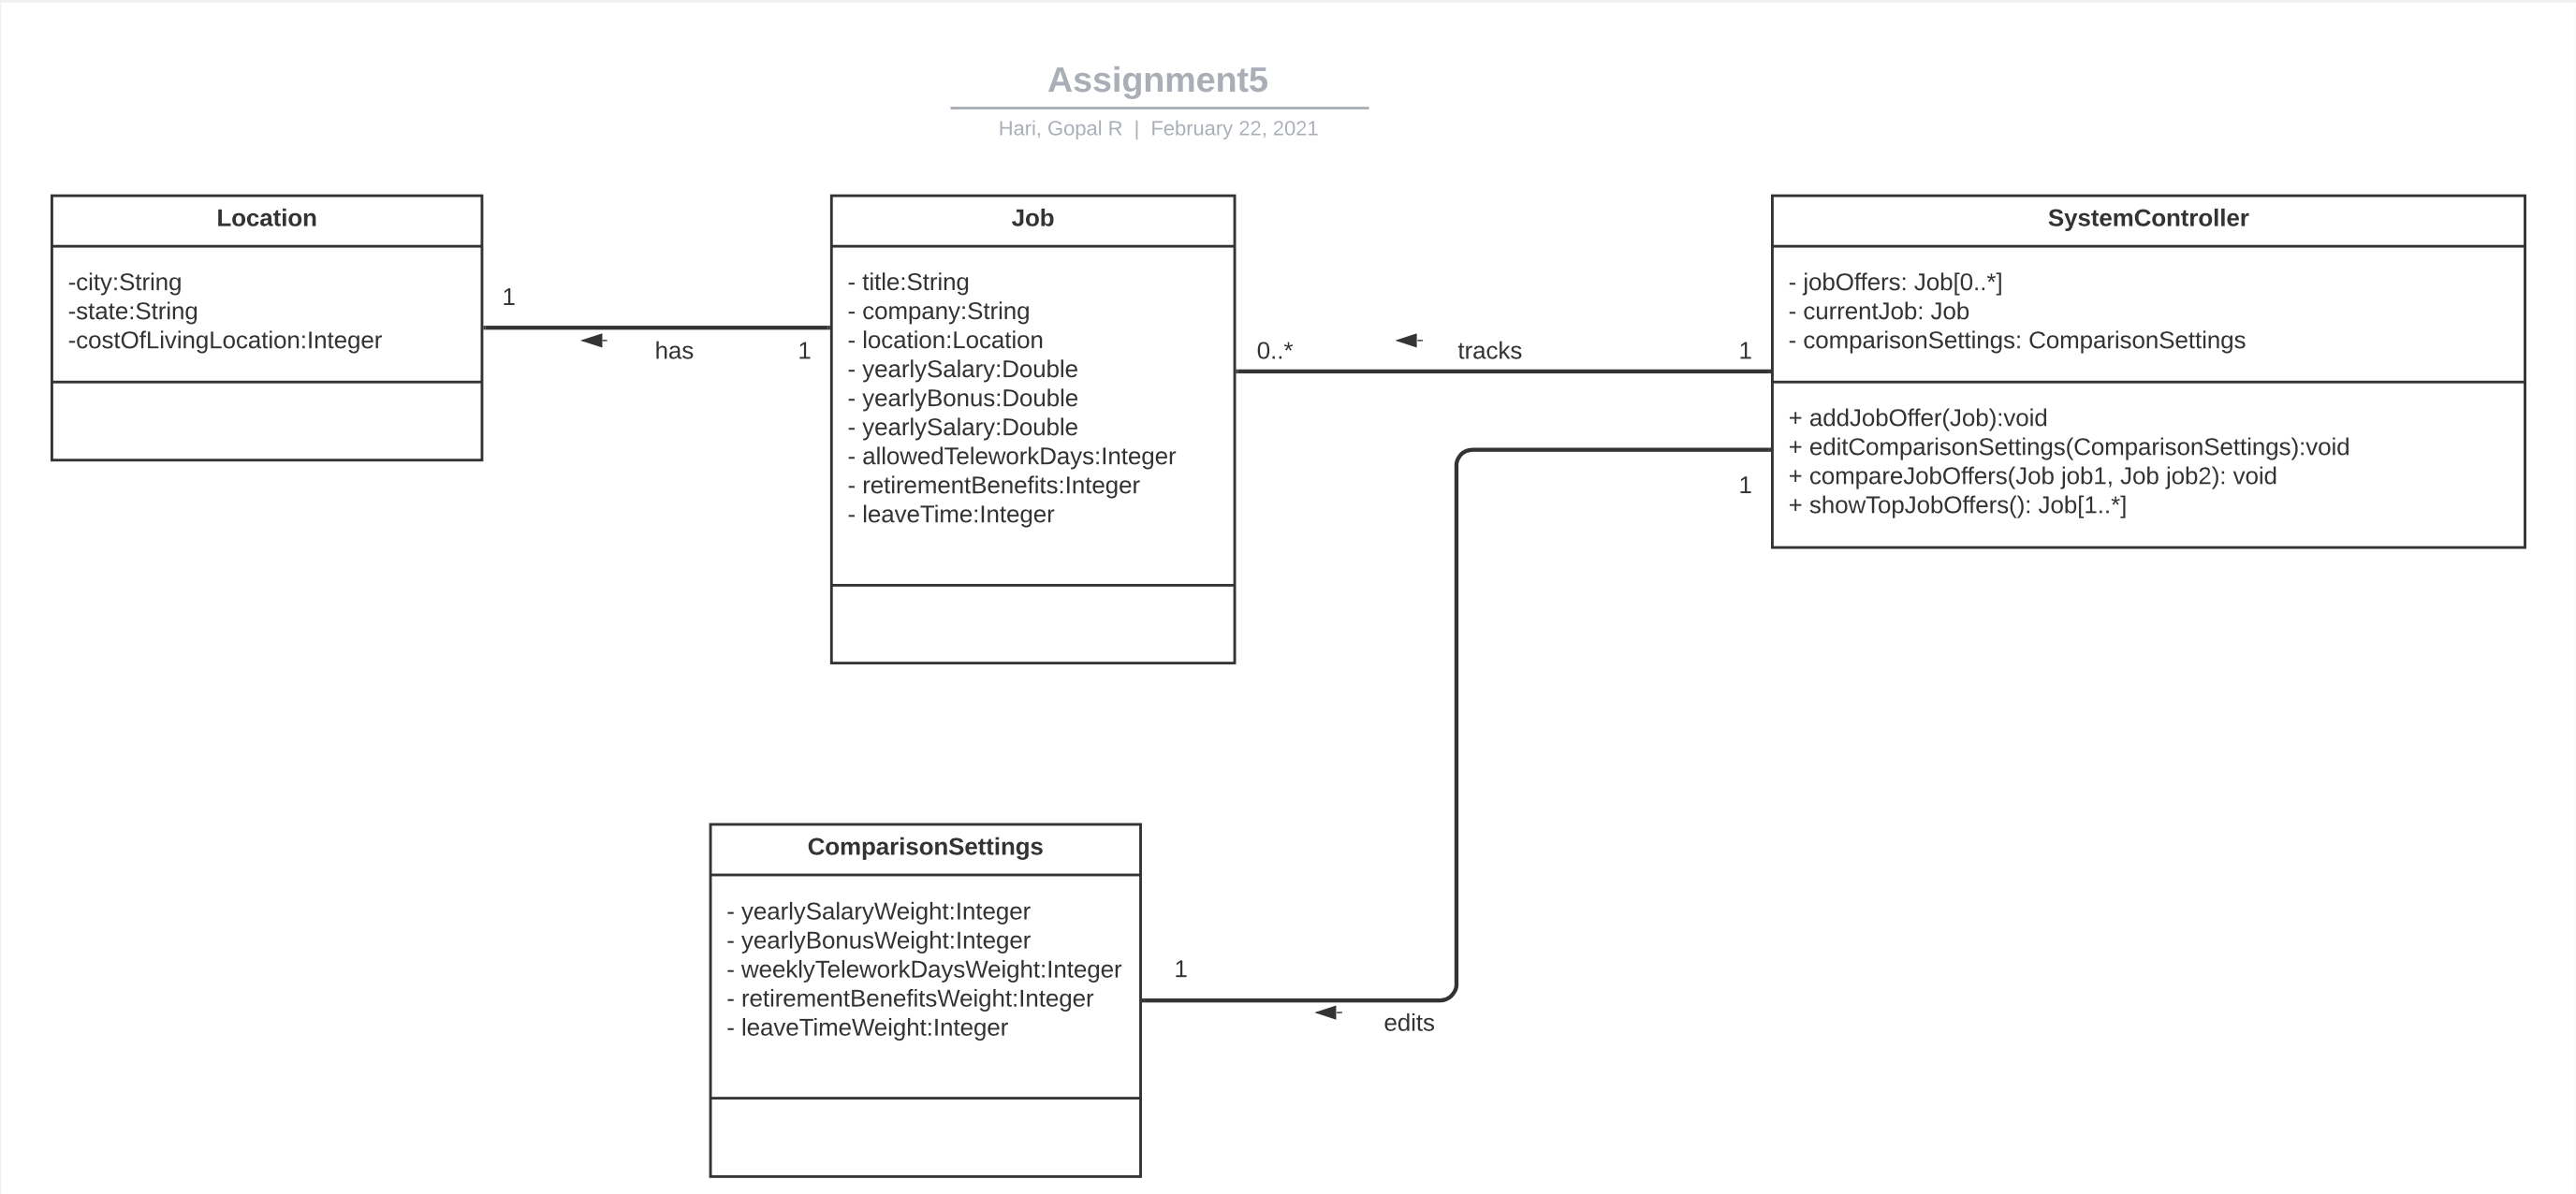 Assignment5
Hari, Gopal R | February 22, 2021
Location
-city:String
-state:String
-costOfLivingLocation:Integer
1
has
1
Job
- title:String
- company:String
- location:Location
- yearlySalary:Double
- yearlyBonus:Double
- yearlySalary:Double
- allowedTeleworkDays:Integer
- retirementBenefits:Integer
- leaveTime:Integer
0..*
tracks
1
SystemController
- jobOffers: Job[0..*]
- currentJob: Job
- comparisonSettings: ComparisonSettings
+ addJobOffer(Job):void
+ editComparisonSettings(ComparisonSettings):void
+ compareJobOffers(Job job1, Job job2): void
+ showTopJobOffers(): Job[1..*]
1
ComparisonSettings
- yearlySalaryWeight:Integer
- yearlyBonusWeight:Integer
- weeklyTeleworkDaysWeight:Integer
- retirementBenefitsWeight:Integer
- leaveTimeWeight:Integer
1
edits